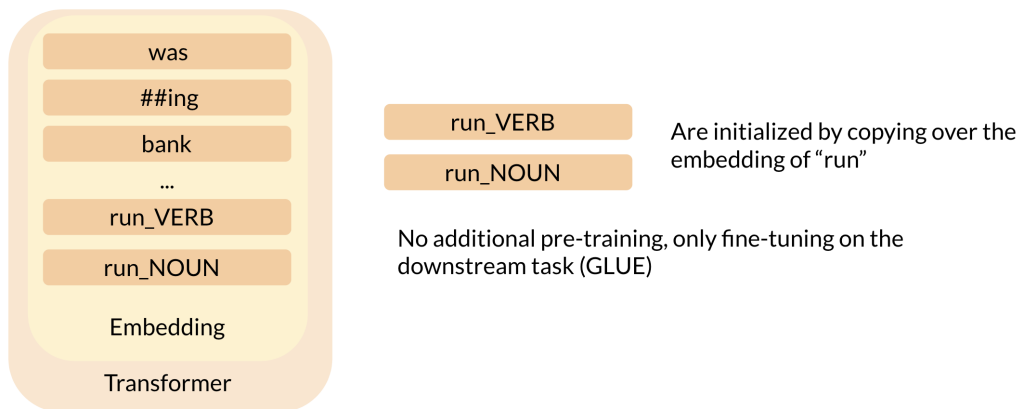 was
##ing
bank
...
run_VERB
run_NOUN
Embedding
Transformer
run_VERB
run_NOUN
Are initialized by copying over the
embedding of “run”
No additional pre-training, only fine-tuning on the
downstream task (GLUE)